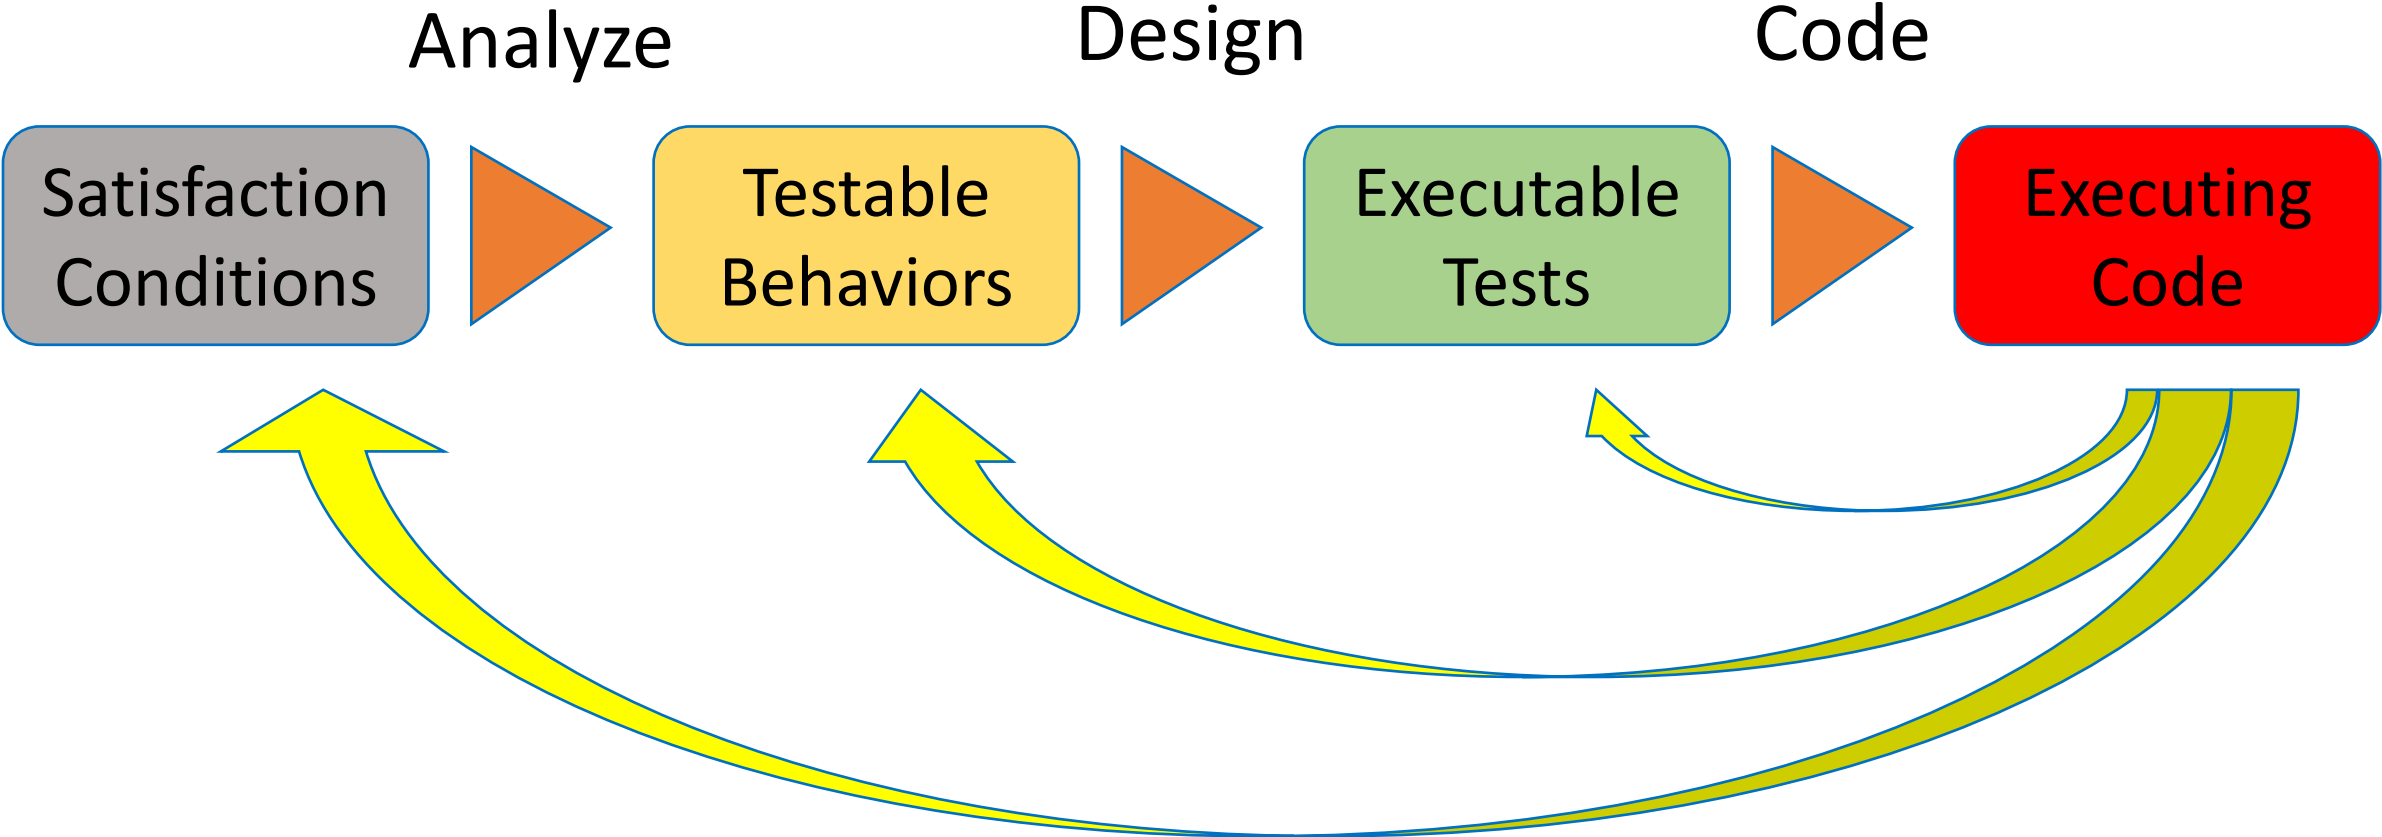 Analyze
Design
Code
Satisfaction
Conditions
Testable
Behaviors
Executable
Tests
Executing
Code